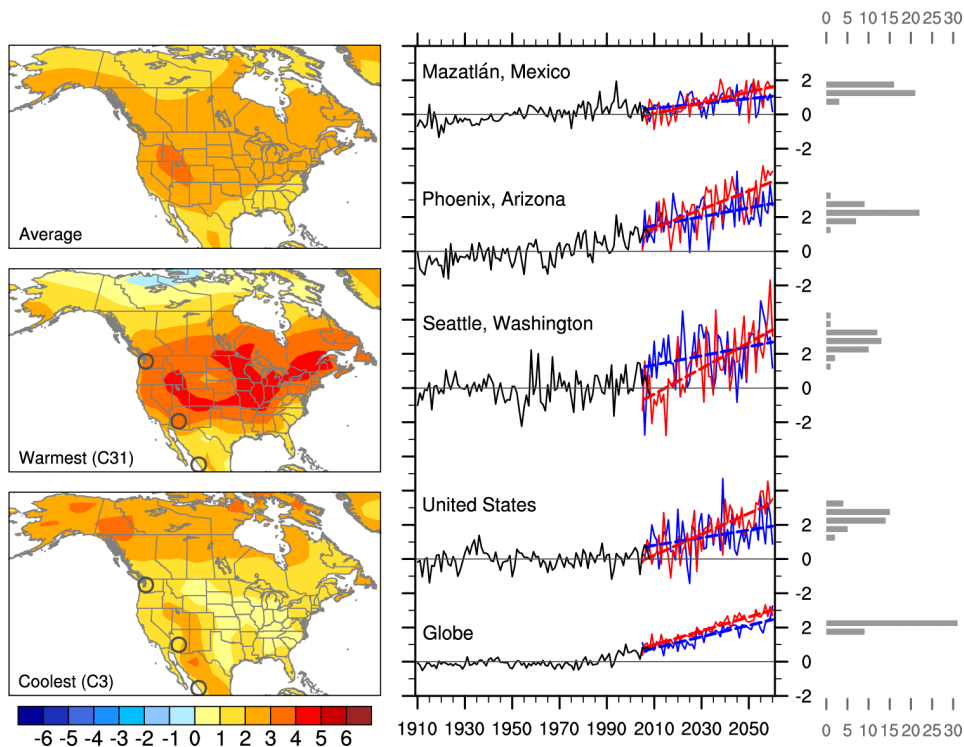 0 5 10 15 20 25 30
Average
Warmest (C31)
Coolest (C3)
-6 -5 -4 -3 -2 -1 0 1 2 3 4 5 6
Mazatlán, Mexico
2
0
-2
Phoenix, Arizona
2
0
Seattle, Washington
2
0
-2
United States
2
0
-2
Globe
2
0
-2
1910 1930 1950 1970 1990 2010 2030 2050
0 5 10 15 20 25 30